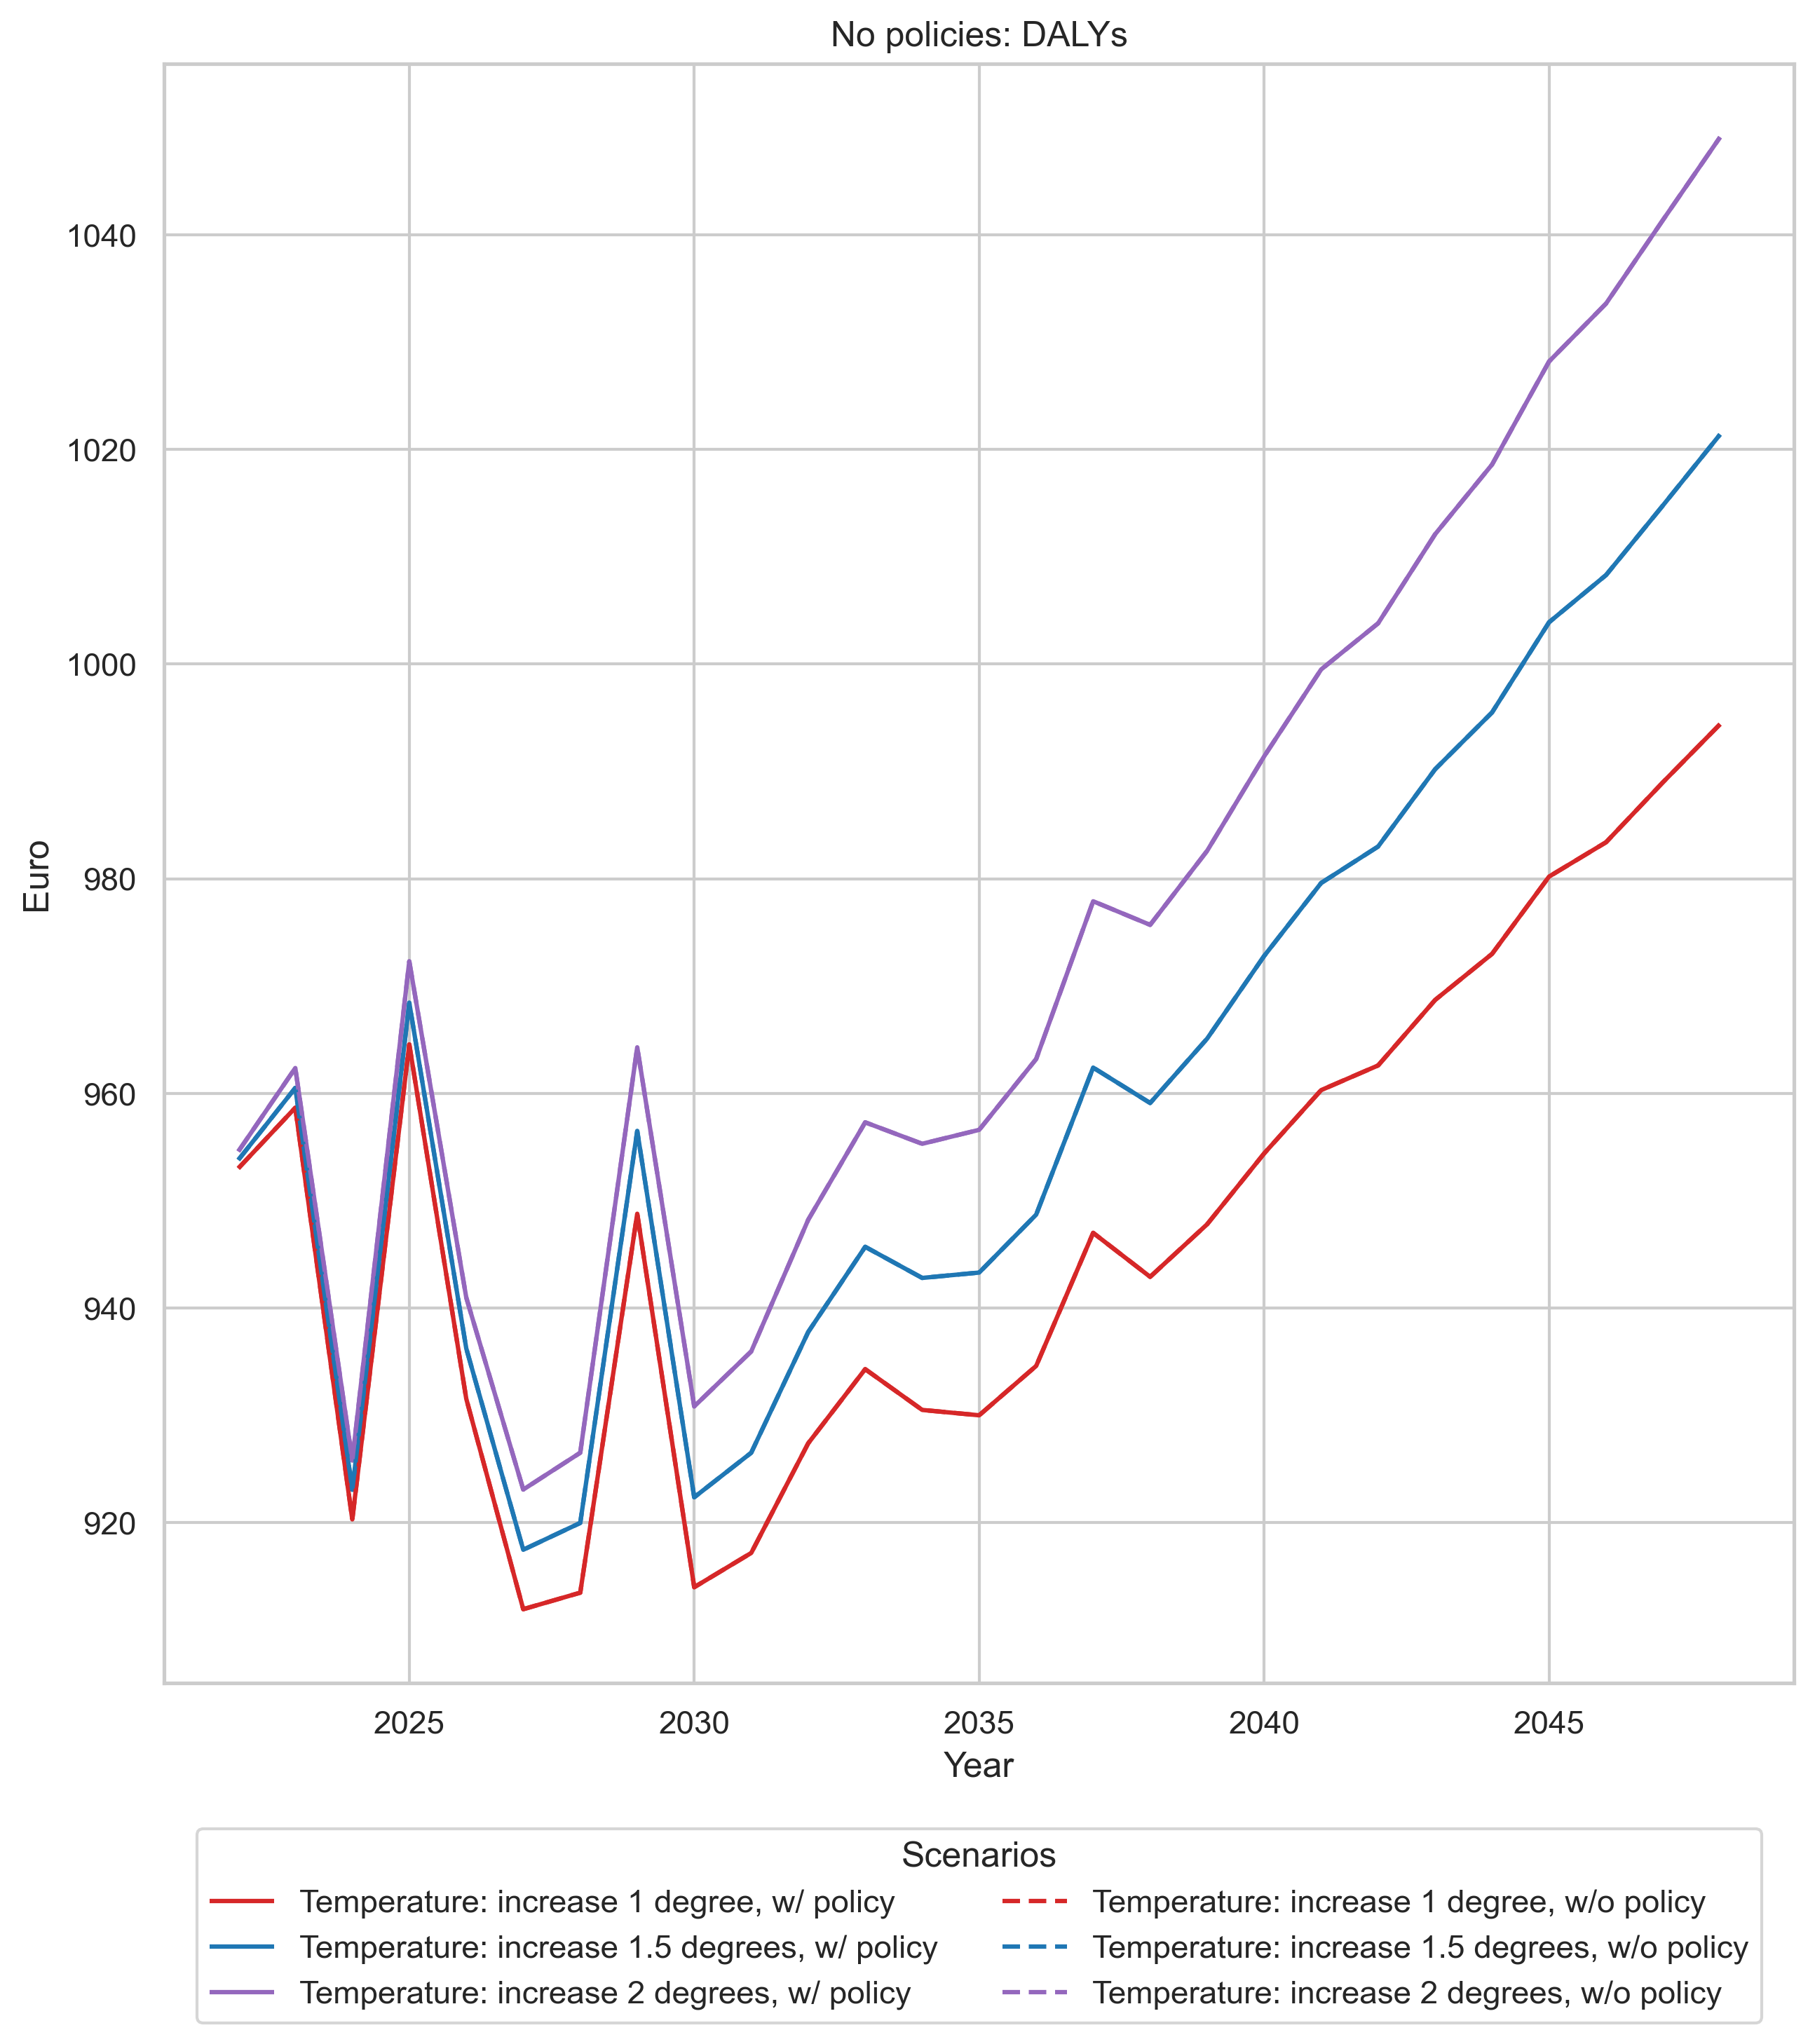 No policies: DALYs
1040
1020
1000
980
960
940
920
Euro
2025 2030 2035 2040 2045
Year
Scenarios
Temperature: increase 1 degree, w/ policy
Temperature: increase 1.5 degrees, w/ policy
Temperature: increase 2 degrees, w/ policy
Temperature: increase 1 degree, w/o policy
Temperature: increase 1.5 degrees, w/o policy
Temperature: increase 2 degrees, w/o policy